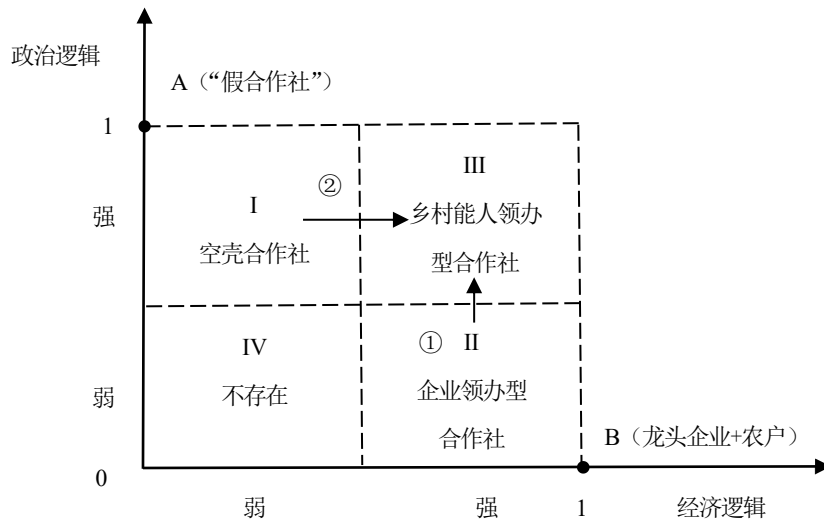 政治逻辑
A（“假合作社”）
1
强
弱
0
I
空壳合作社
②
III
乡村能人领办
型合作社
IV
不存在
①
II
企业领办型
合作社
B（龙头企业+农户）
弱
强
1
经济逻辑